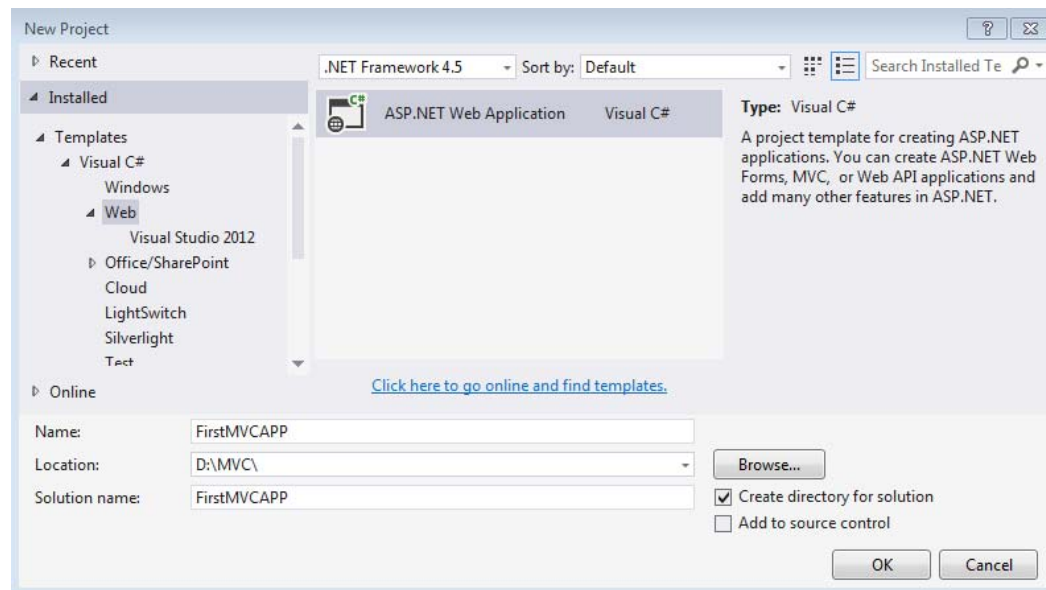 New Project
Recent
.NET Framework 4.5
Sort by: Default
Search Installed Te
Installed
Templates
Visual C#
Windows
Web
Visual Studio 2012
Office/SharePoint
Cloud
LightSwitch
Silverlight
Test
Online
C#
ASP.NET Web Application Visual C#
Click here to go online and find templates.
Type: Visual C#
A project template for creating ASP.NET
applications. You can create ASP.NET Web
Forms, MVC, or Web API applications and
add many other features in ASP.NET.
Name: FirstMVCAPP
Location: D:\MVC\
Browse...
Solution name: FirstMVCAPP
Create directory for solution
Add to source control
OK
Cancel